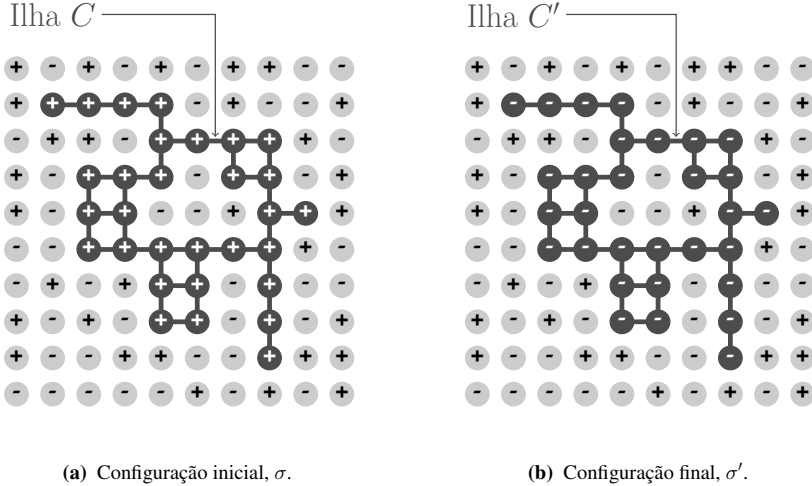 Ilha C
Ilha C′
(a) Configuração inicial, σ.
(b) Configuração final, σ′.